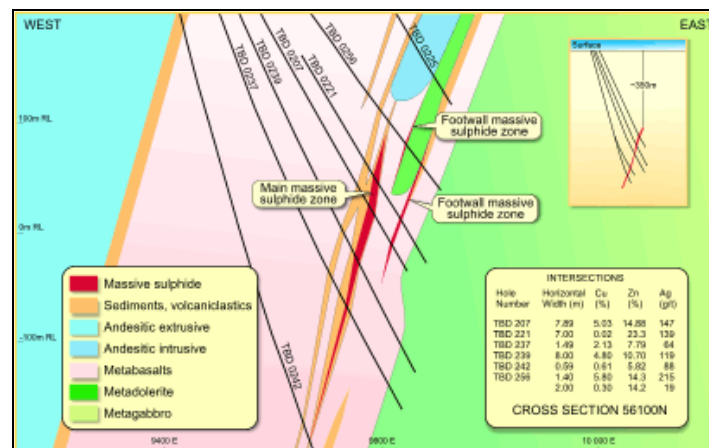 WEST
EAST
TBD 0237
TBD 0239
TBD 0207
TBD 0221
TBD 0256
TBD 0225
Surface
~350m
100m RL
Footwall massive
sulphide zone
Main massive
sulphide zone
Footwall massive
sulphide zone
0m RL
-100m RL
TBD 0242
Massive sulphide
Sediments, volcaniclastics
Andesitic extrusive
Andesitic intrusive
Metabasalts
Metadolerite
Metagabbro
INTERSECTIONS
Hole Number Horizontal Width (m) Cu (%) Zn (%) Ag (g/t)
TBD 207 7.89 5.03 14.88 147
TBD 221 7.00 0.02 23.3 139
TBD 237 1.49 2.13 7.79 64
TBD 239 8.00 4.80 10.70 119
TBD 242 0.59 0.61 5.82 88
TBD 256 1.40 5.80 14.3 215
2.00 0.30 14.2 19
CROSS SECTION 56100N
9400 E
9800 E
10 000 E